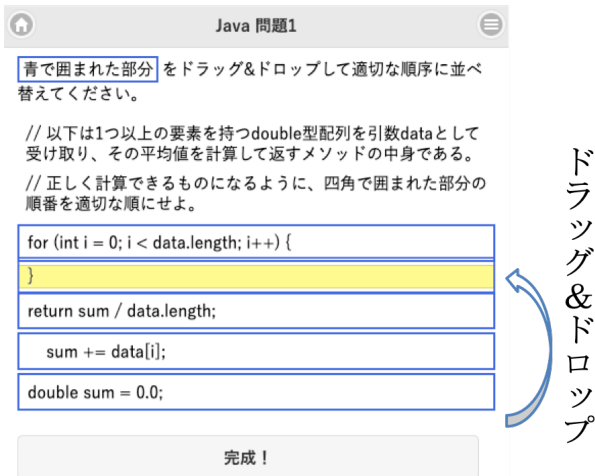 Java 問題1
青で囲まれた部分 をドラッグ&ドロップして適切な順序に並べ
替えてください。
// 以下は1つ以上の要素を持つdouble型配列を引数dataとして
受け取り、その平均値を計算して返すメソッドの中身である。
// 正しく計算できるものになるように、四角で囲まれた部分の
順番を適切な順にせよ。
for (int i = 0; i < data.length; i++) {
}
return sum / data.length;
sum += data[i];
double sum = 0.0;
完成！
ドラッグ&ドロップ